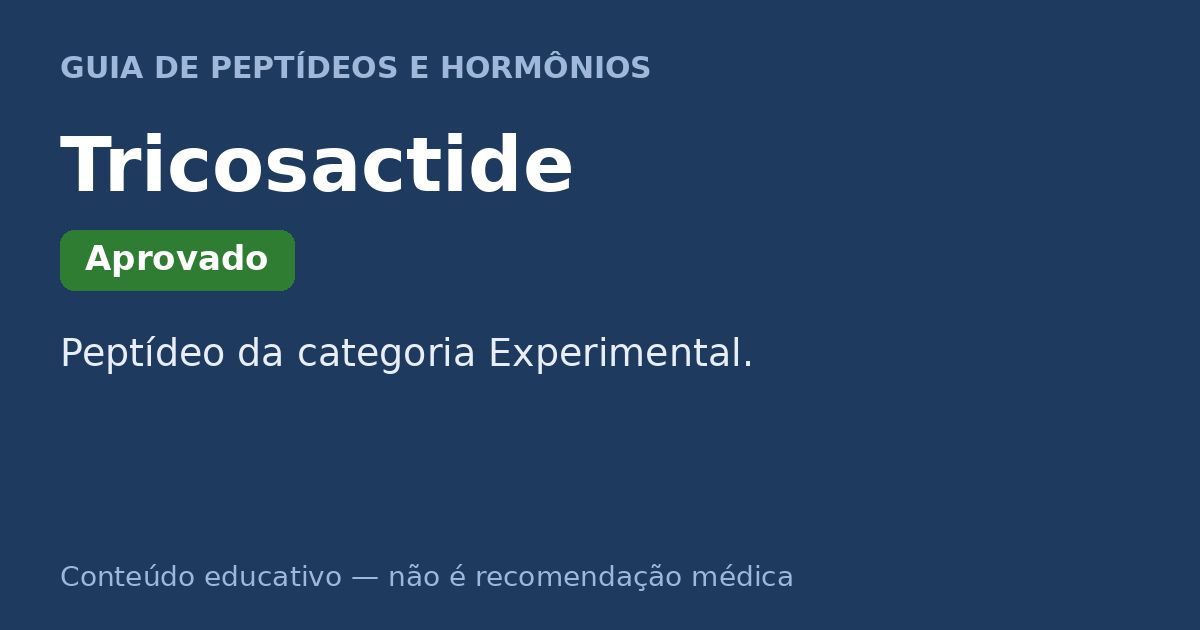 GUIA DE PEPTÍDEOS E HORMÔNIOS
Tricosactide
Aprovado
Peptídeo da categoria Experimental.
Conteúdo educativo — não é recomendação médica